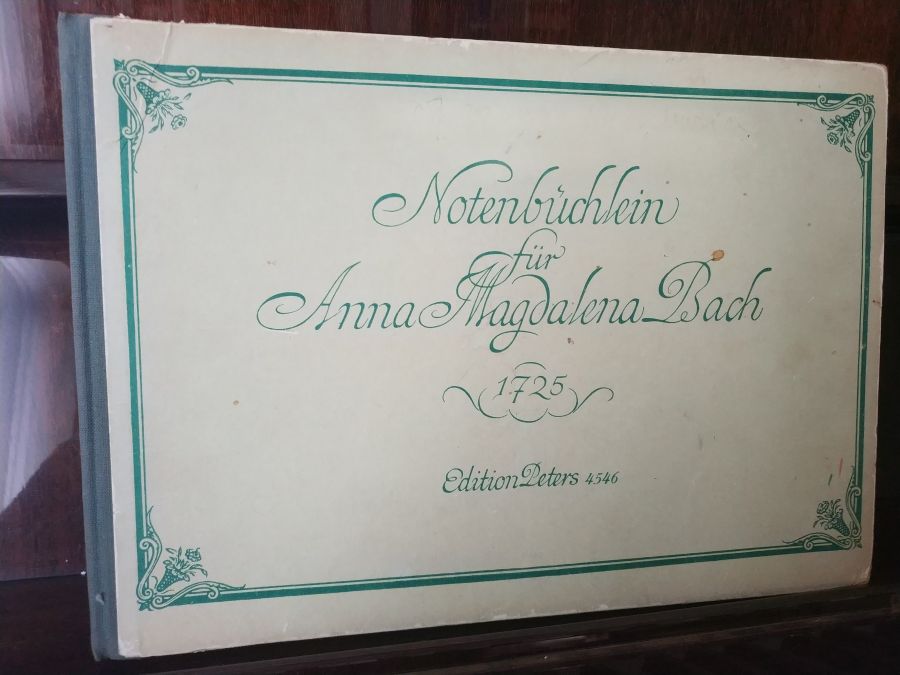 Notenbüchlein
für
Anna Magdalena Bach
1725
Edition Peters 4546